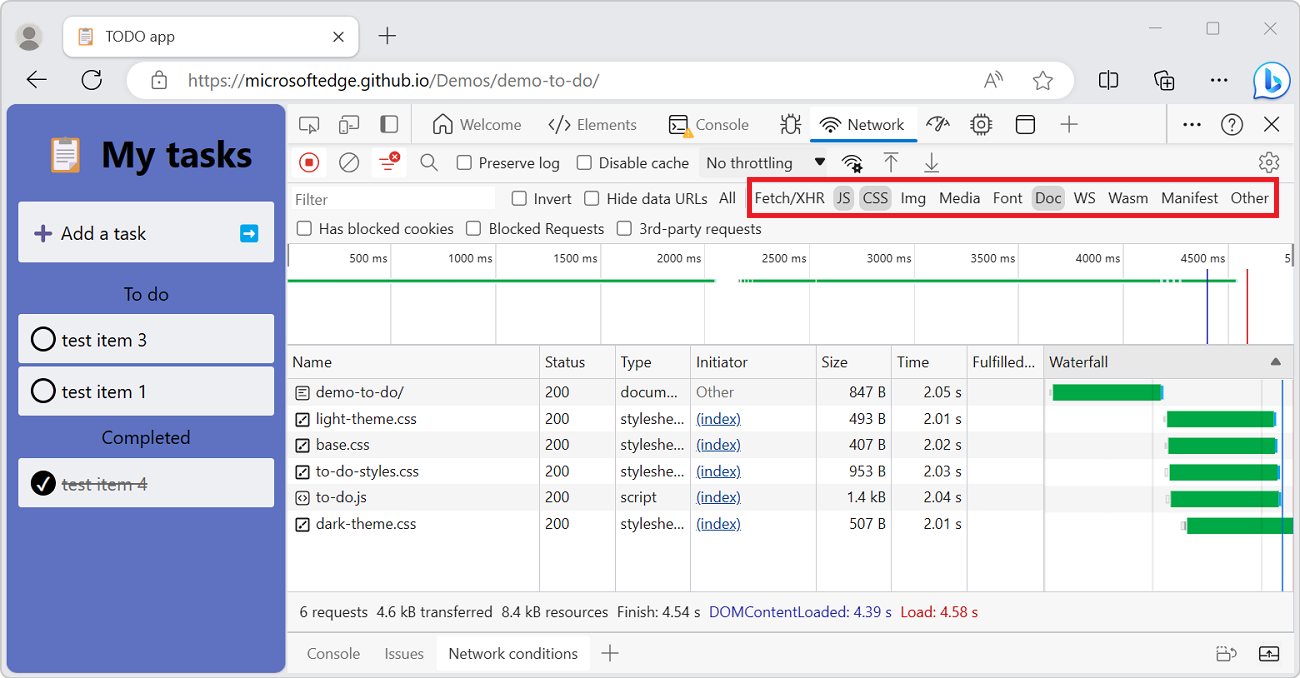 TODO app
https://microsoftedge.github.io/Demos/demo-to-do/
My tasks
Add a task
To do
test item 3
test item 1
Completed
test item 4
Welcome Elements Console Network
Preserve log Disable cache No throttling
Filter Invert Hide data URLs All Fetch/XHR JS CSS Img Media Font Doc WS Wasm Manifest Other
Has blocked cookies Blocked Requests 3rd-party requests
500 ms 1000 ms 1500 ms 2000 ms 2500 ms 3000 ms 3500 ms 4000 ms 4500 ms 5
Name Status Type Initiator Size Time Fulfilled... Waterfall
demo-to-do/ 200 docum... Other 847 B 2.05 s
light-theme.css 200 styleshe... (index) 493 B 2.01 s
base.css 200 styleshe... (index) 407 B 2.02 s
to-do-styles.css 200 styleshe... (index) 953 B 2.03 s
to-do.js 200 script (index) 1.4 kB 2.04 s
dark-theme.css 200 styleshe... (index) 507 B 2.01 s
6 requests 4.6 kB transferred 8.4 kB resources Finish: 4.54 s DOMContentLoaded: 4.39 s Load: 4.58 s
Console Issues Network conditions